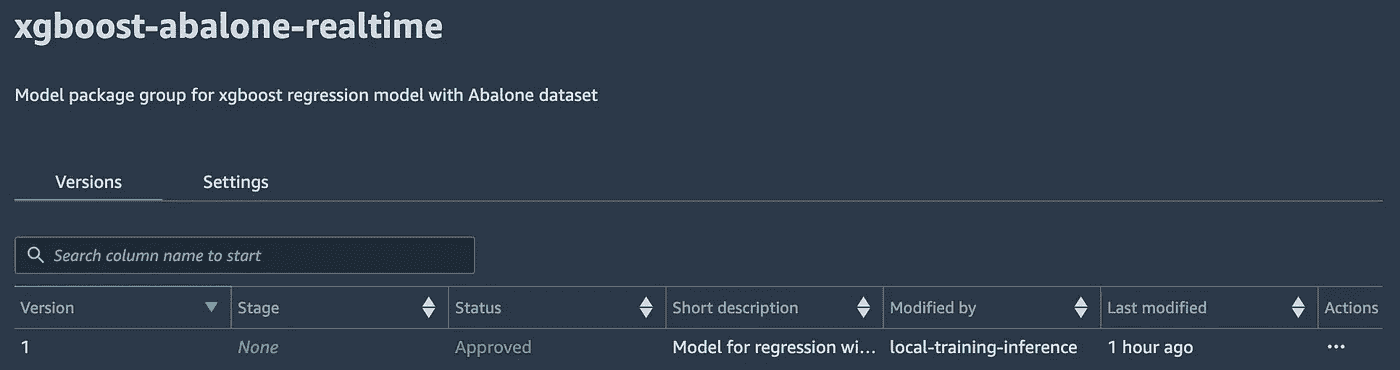 xgboost-abalone-realtime
Model package group for xgboost regression model with Abalone dataset
Versions Settings
Search column name to start
Version Stage Status Short description Modified by Last modified Actions
1 None Approved Model for regression wi... local-training-inference 1 hour ago ...